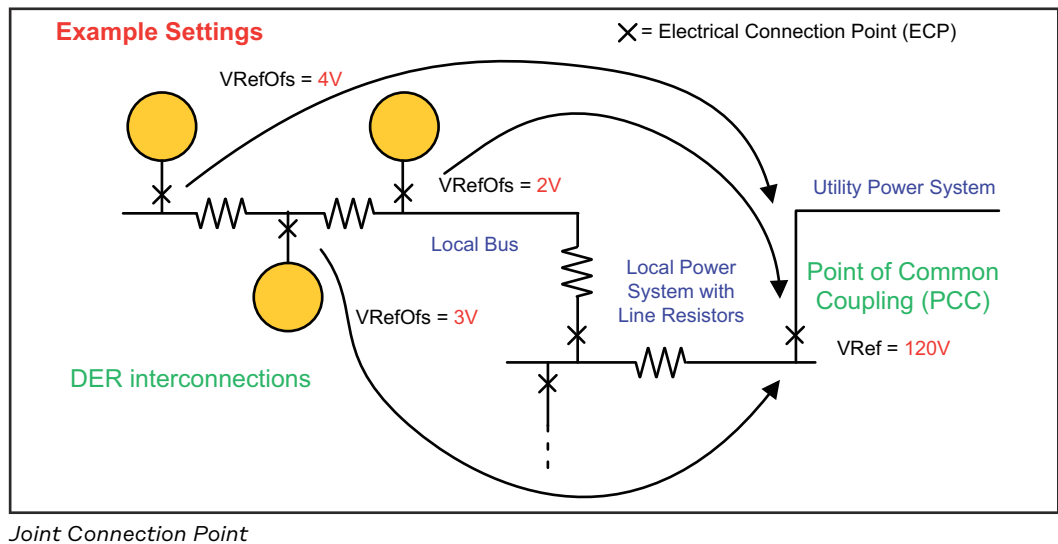 Example Settings
X = Electrical Connection Point (ECP)
VRefOfs = 4V
VRefOfs = 2V
Utility Power System
Local Bus
Local Power
System with
Line Resistors
Point of Common
Coupling (PCC)
VRefOfs = 3V
VRef = 120V
DER interconnections
Joint Connection Point